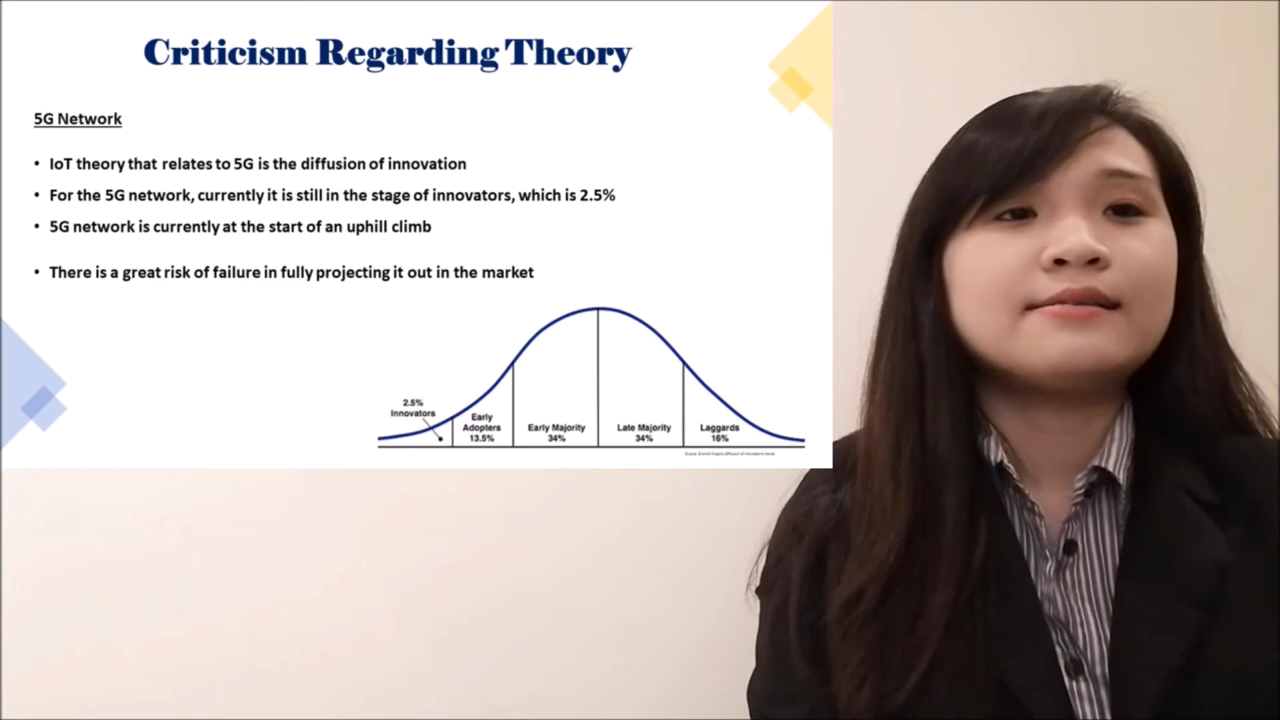 Criticism Regarding Theory
5G Network
• IoT theory that relates to 5G is the diffusion of innovation
• For the 5G network, currently it is still in the stage of innovators, which is 2.5%
• 5G network is currently at the start of an uphill climb
• There is a great risk of failure in fully projecting it out in the market
2.5%
Innovators
Early
Adopters
13.5%
Early Majority
34%
Late Majority
34%
Laggards
16%